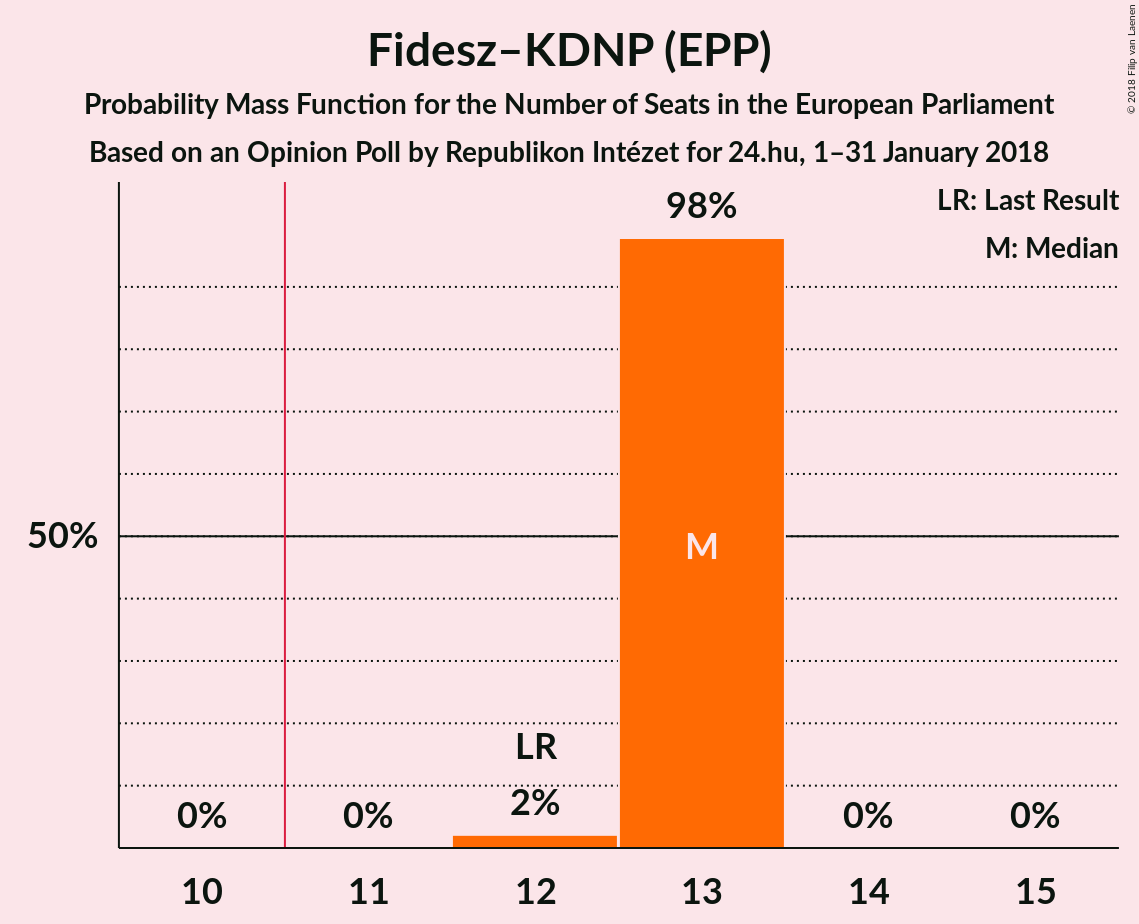 Fidesz–KDNP (EPP)
Probability Mass Function for the Number of Seats in the European Parliament
Based on an Opinion Poll by Republikon Intézet for 24.hu, 1–31 January 2018
© 2018 Filip van Laenen
LR: Last Result
M: Median
98%
50%
M
LR
0%
0%
2%
0%
0%
10
11
12
13
14
15